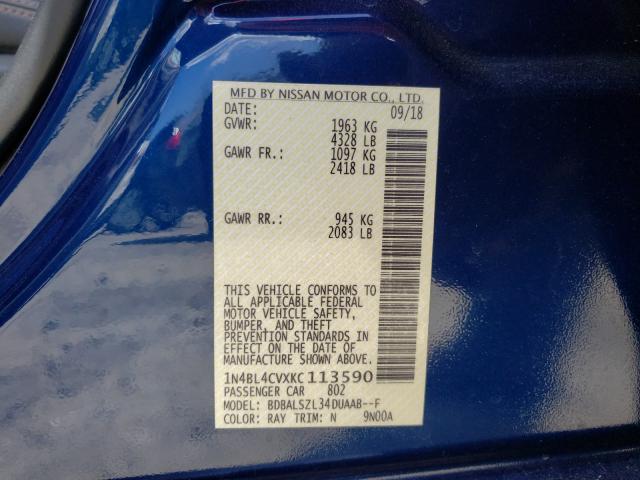 MFD BY NISSAN MOTOR CO., LTD.
DATE: 09/18
GVWR: 1963 KG
4328 LB
GAWR FR.: 1097 KG
2418 LB
GAWR RR.: 945 KG
2083 LB
THIS VEHICLE CONFORMS TO
ALL APPLICABLE FEDERAL
MOTOR VEHICLE SAFETY,
BUMPER, AND THEFT
PREVENTION STANDARDS IN
EFFECT ON THE DATE OF
MANUFACTURE SHOWN ABOVE.
1N4BL4CVXKC113590
PASSENGER CAR 802
MODEL: BDBALSZL34DUAAB--F
COLOR: RAY TRIM: N 9N00A